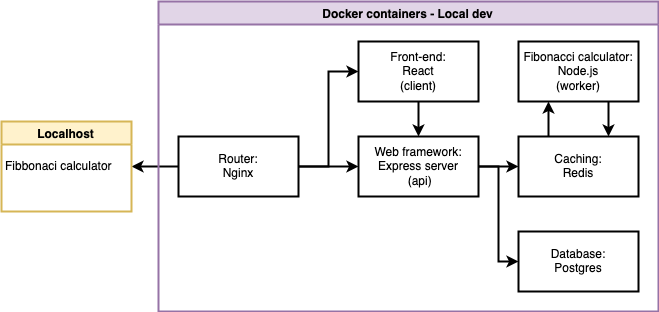 Docker containers - Local dev
Front-end:
React
(client)
Fibonacci calculator:
Node.js
(worker)
Localhost
Fibbonaci calculator
Router:
Nginx
Web framework:
Express server
(api)
Caching:
Redis
Database:
Postgres